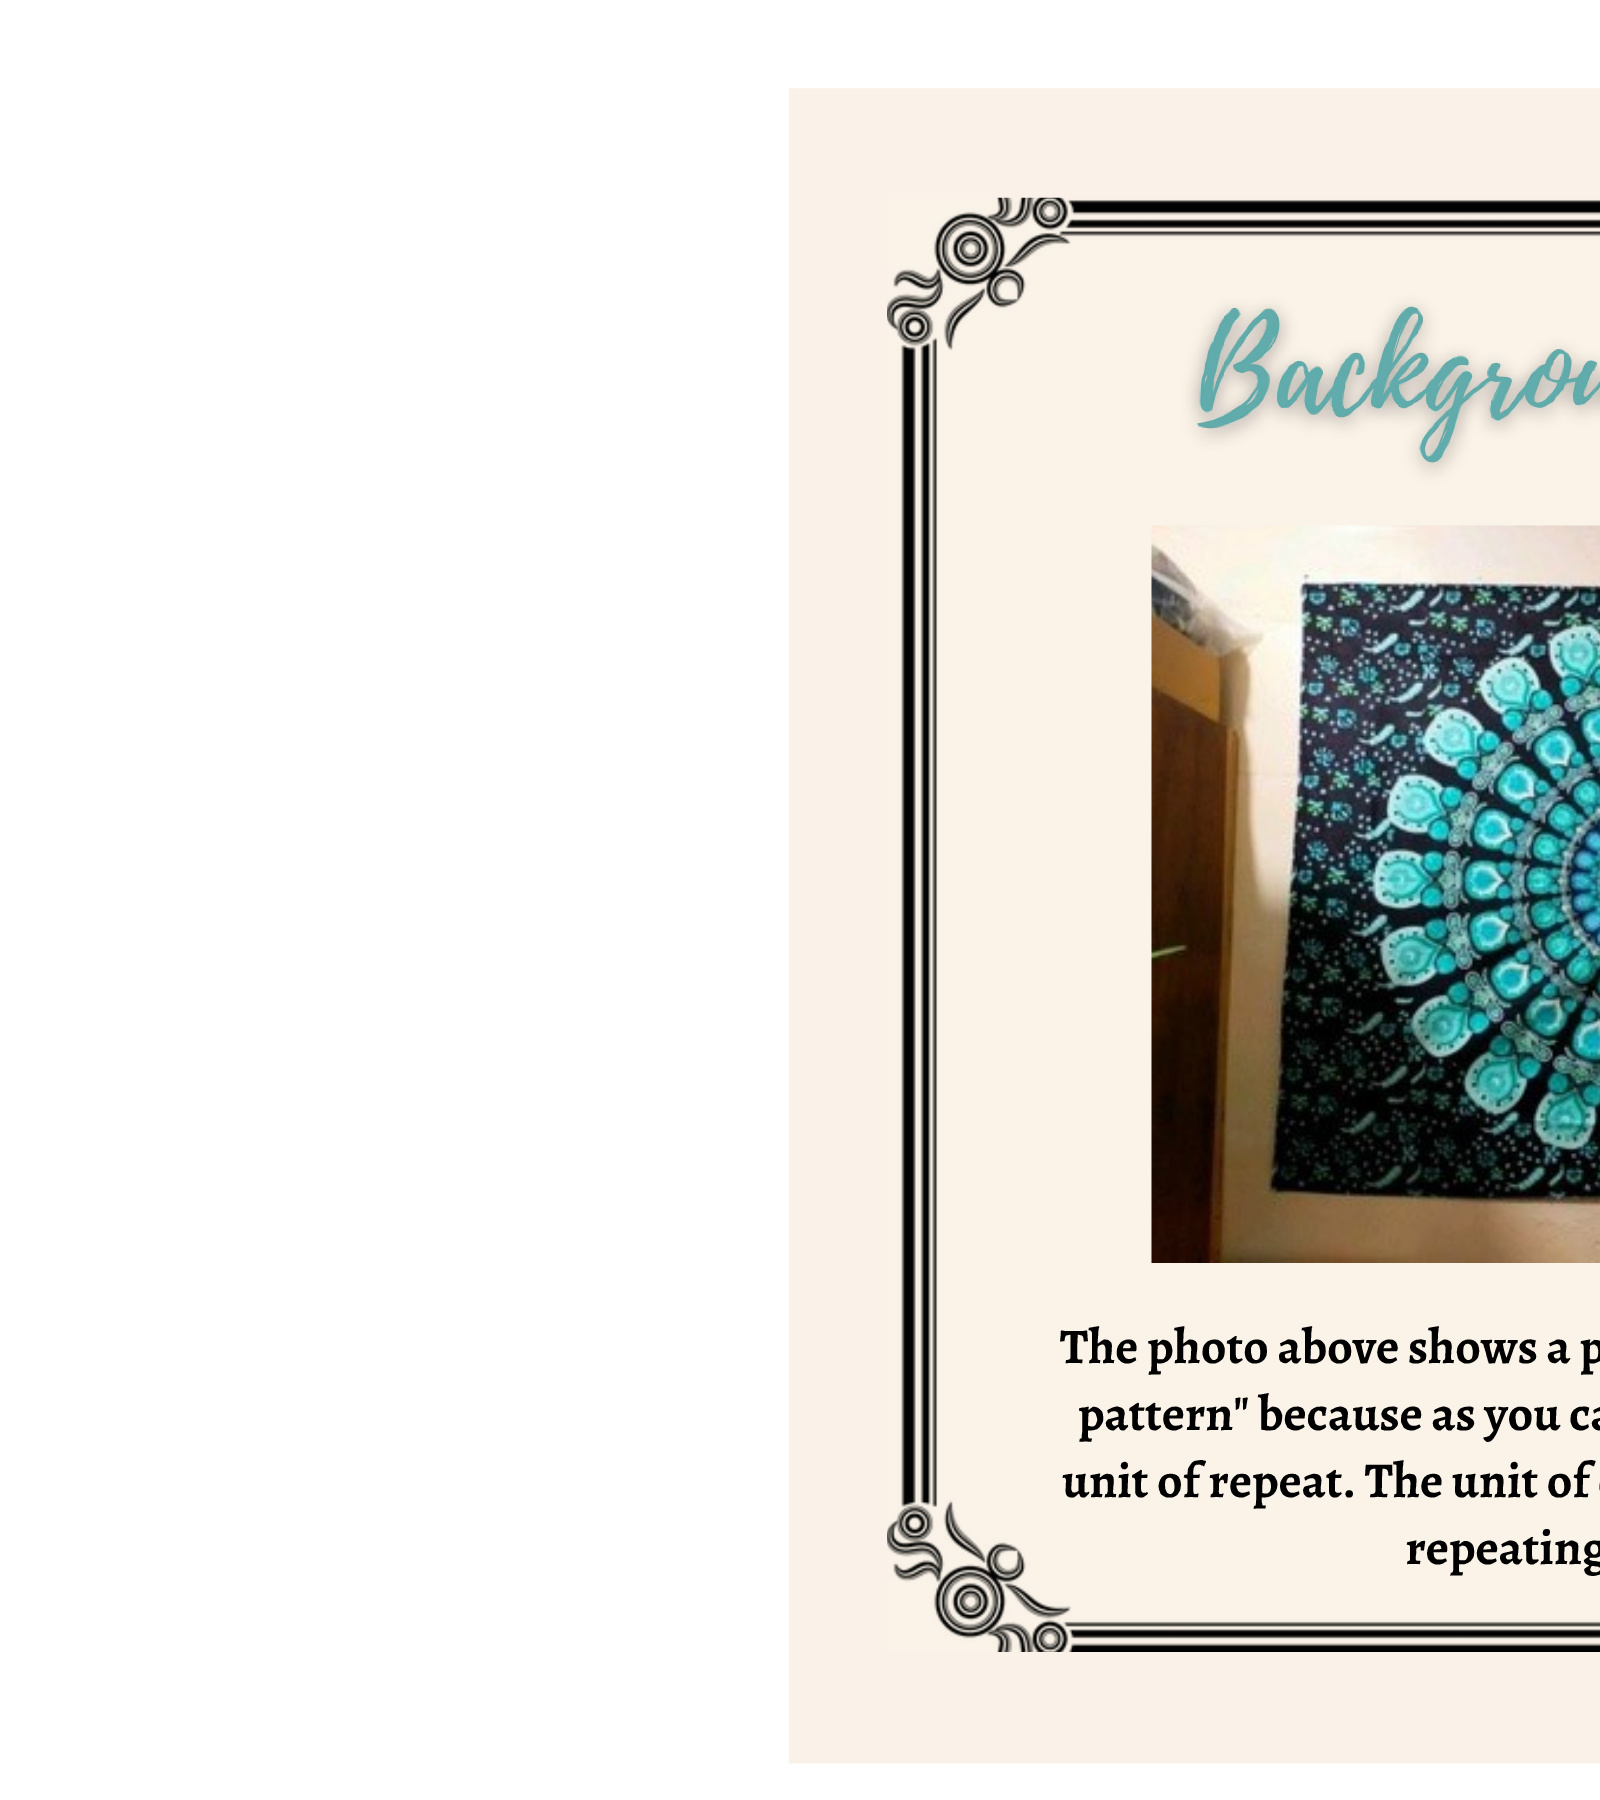 Backgrou
The photo above shows a p
pattern" because as you ca
unit of repeat. The unit of
repeating